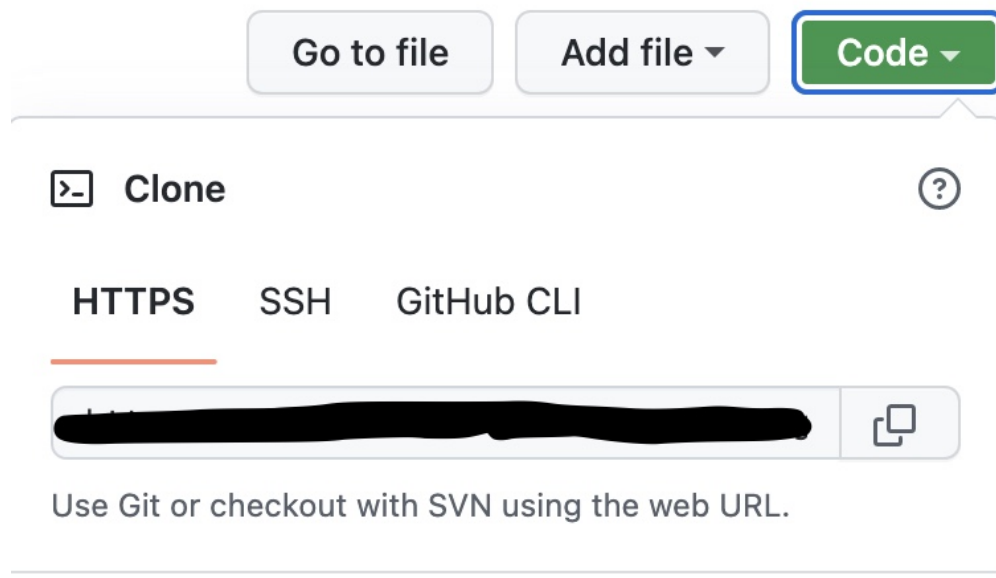 Go to file Add file Code
Clone
HTTPS SSH GitHub CLI
Use Git or checkout with SVN using the web URL.